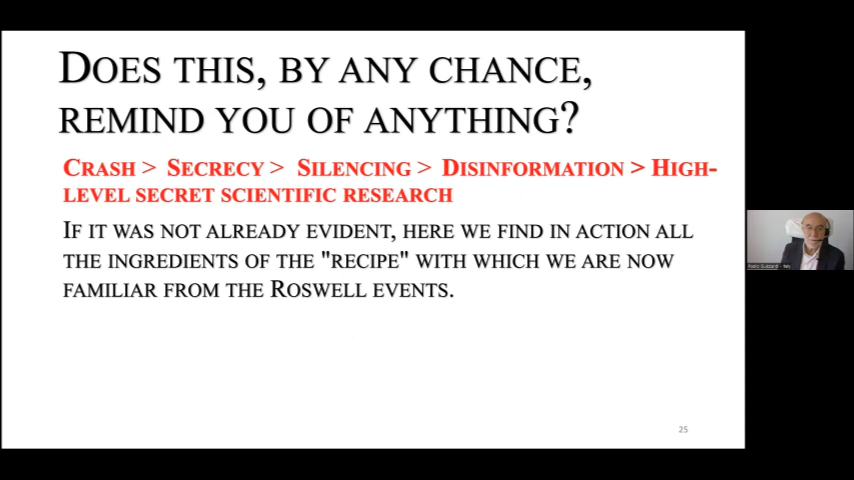 DOES THIS, BY ANY CHANCE,
REMIND YOU OF ANYTHING?
CRASH > SECRECY > SILENCING > DISINFORMATION > HIGH-
LEVEL SECRET SCIENTIFIC RESEARCH
IF IT WAS NOT ALREADY EVIDENT, HERE WE FIND IN ACTION ALL
THE INGREDIENTS OF THE "RECIPE" WITH WHICH WE ARE NOW
FAMILIAR FROM THE ROSWELL EVENTS.
25